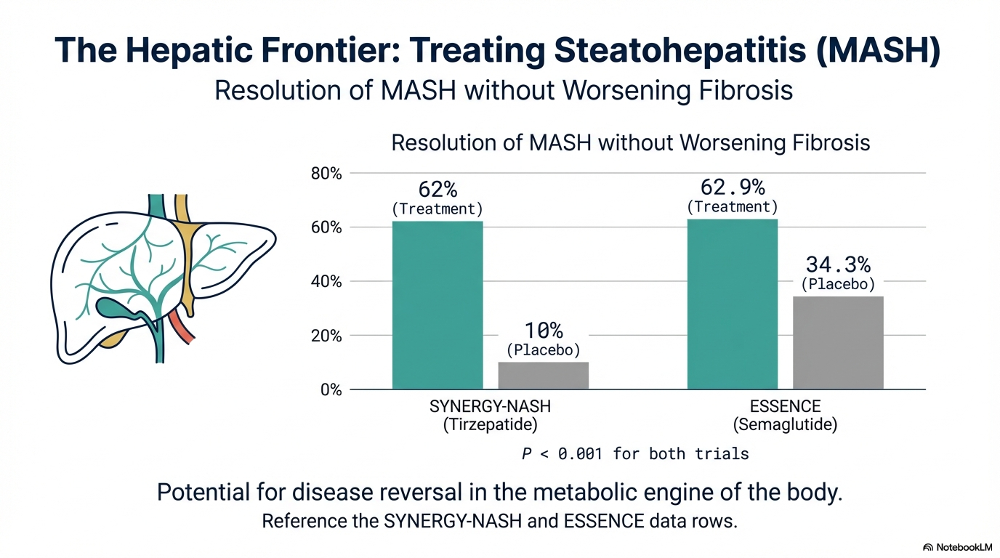 The Hepatic Frontier: Treating Steatohepatitis (MASH)
Resolution of MASH without Worsening Fibrosis
Resolution of MASH without Worsening Fibrosis
80%
60%
40%
20%
0%
62%
(Treatment)
10%
(Placebo)
62.9%
(Treatment)
34.3%
(Placebo)
SYNERGY-NASH
(Tirzepatide)
ESSENCE
(Semaglutide)
P < 0.001 for both trials
Potential for disease reversal in the metabolic engine of the body.
Reference the SYNERGY-NASH and ESSENCE data rows.
NotebookLM